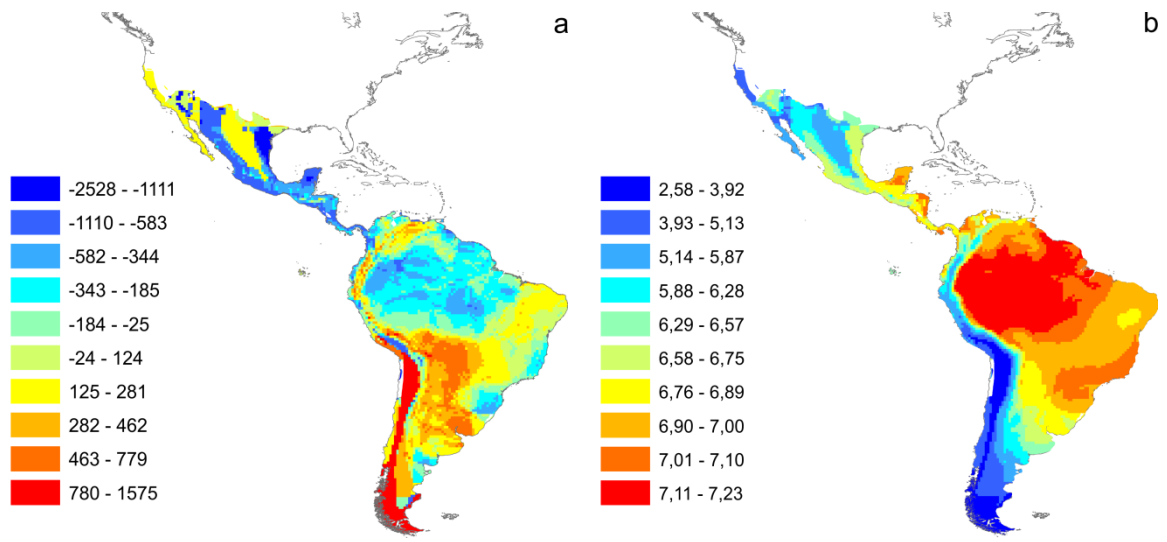 a
-2528 - -1111
-1110 - -583
-582 - -344
-343 - -185
-184 - -25
-24 - 124
125 - 281
282 - 462
463 - 779
780 - 1575
b
2,58 - 3,92
3,93 - 5,13
5,14 - 5,87
5,88 - 6,28
6,29 - 6,57
6,58 - 6,75
6,76 - 6,89
6,90 - 7,00
7,01 - 7,10
7,11 - 7,23